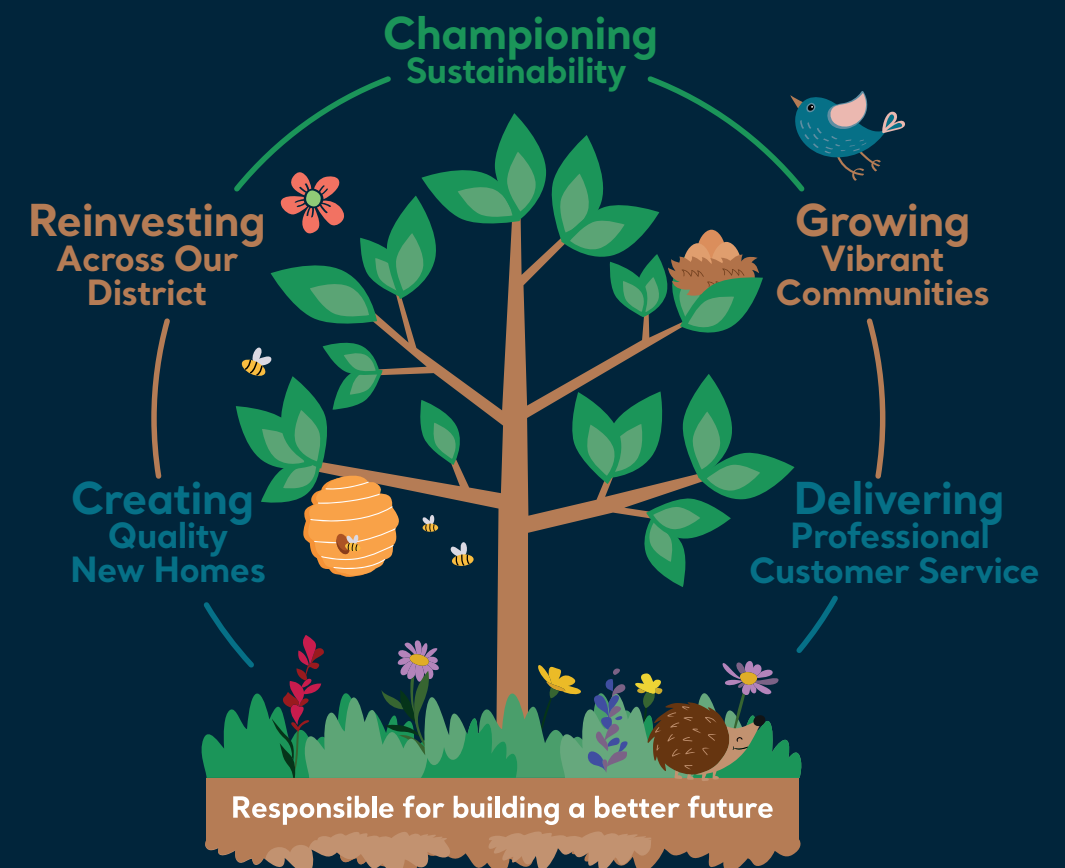 Championing
Sustainability
Reinvesting
Across Our
District
Growing
Vibrant
Communities
Creating
Quality
New Homes
Delivering
Professional
Customer Service
Responsible for building a better future